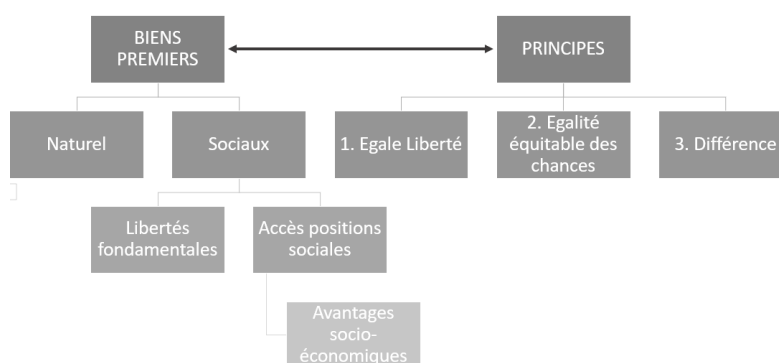 BIENS
PREMIERS
PRINCIPES
Naturel
Sociaux
1. Egale Liberté
2. Egalité
équitable des
chances
3. Différence
Libertés
fondamentales
Accès positions
sociales
Avantages
socio-
économiques